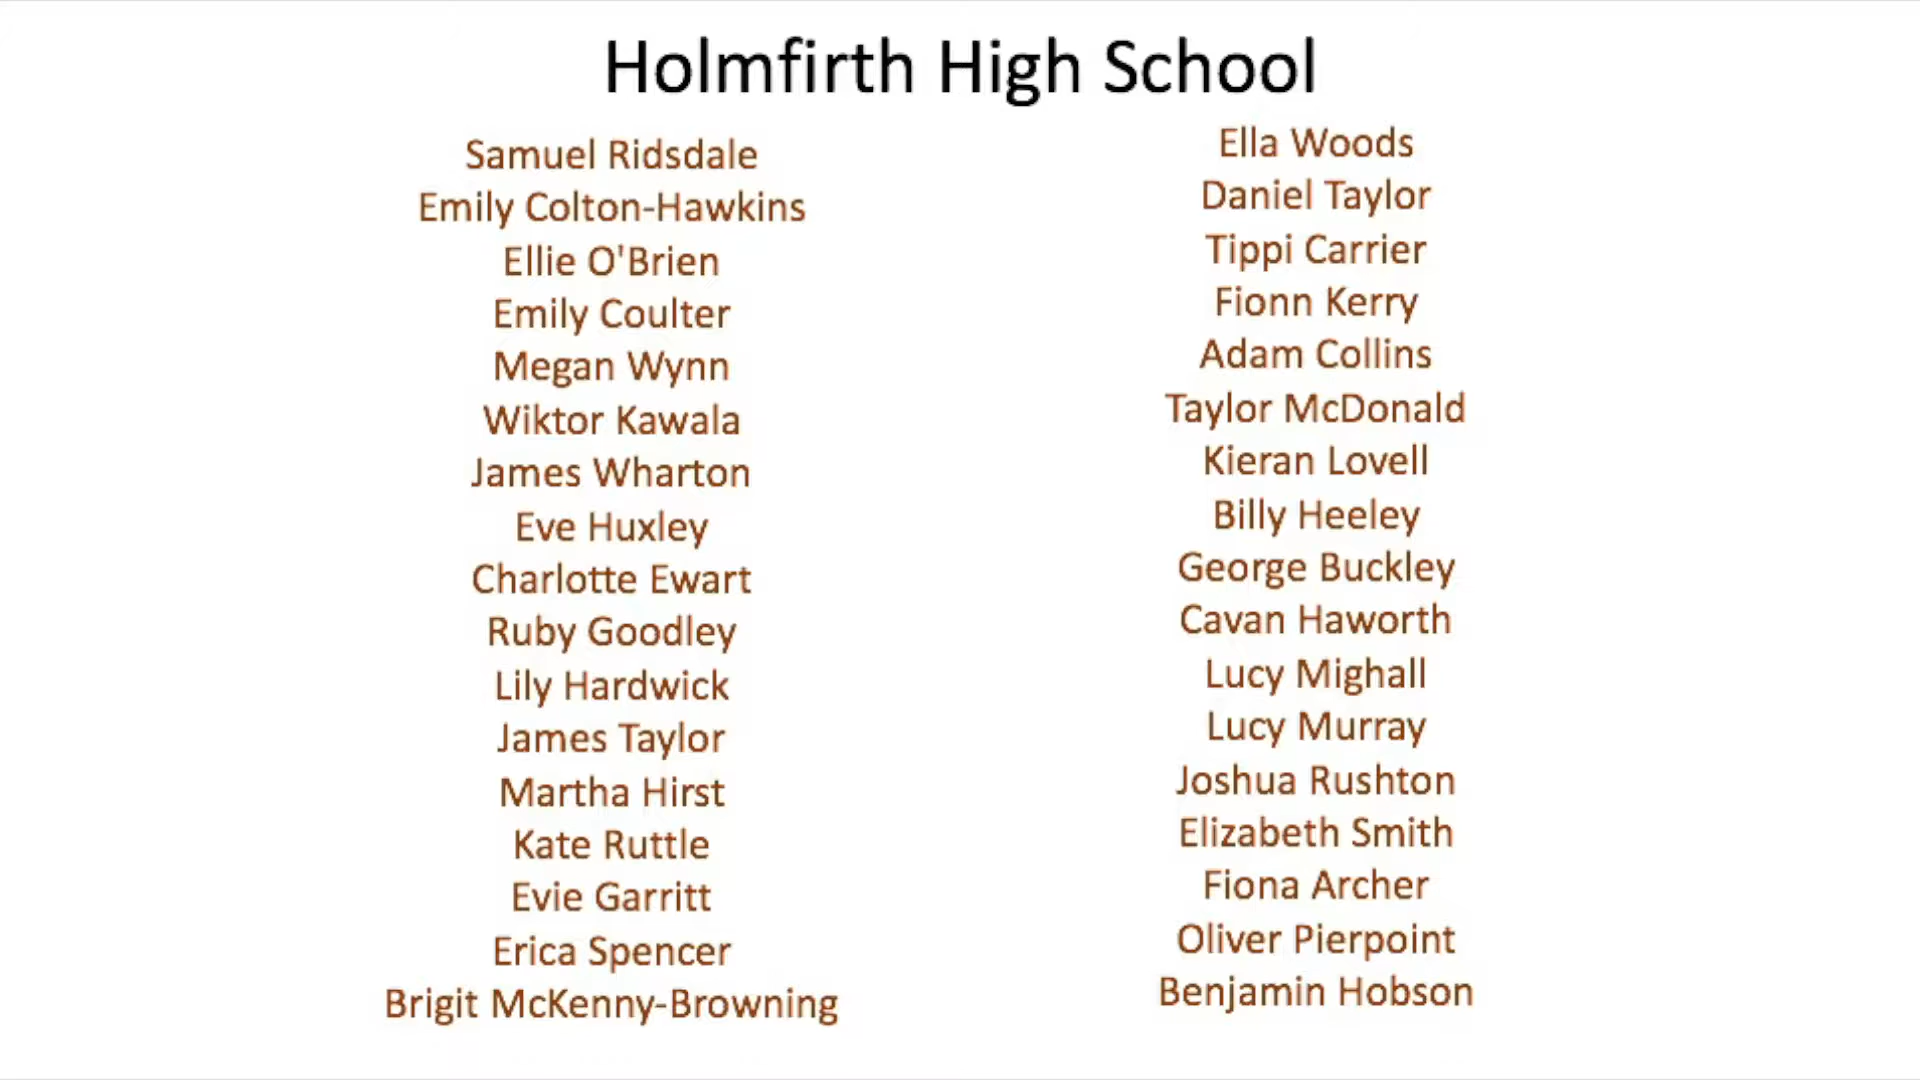 Holmfirth High School
Samuel Ridsdale
Emily Colton-Hawkins
Ellie O'Brien
Emily Coulter
Megan Wynn
Wiktor Kawala
James Wharton
Eve Huxley
Charlotte Ewart
Ruby Goodley
Lily Hardwick
James Taylor
Martha Hirst
Kate Ruttle
Evie Garritt
Erica Spencer
Brigit McKenny-Browning
Ella Woods
Daniel Taylor
Tippi Carrier
Fionn Kerry
Adam Collins
Taylor McDonald
Kieran Lovell
Billy Heeley
George Buckley
Cavan Haworth
Lucy Mighall
Lucy Murray
Joshua Rushton
Elizabeth Smith
Fiona Archer
Oliver Pierpoint
Benjamin Hobson